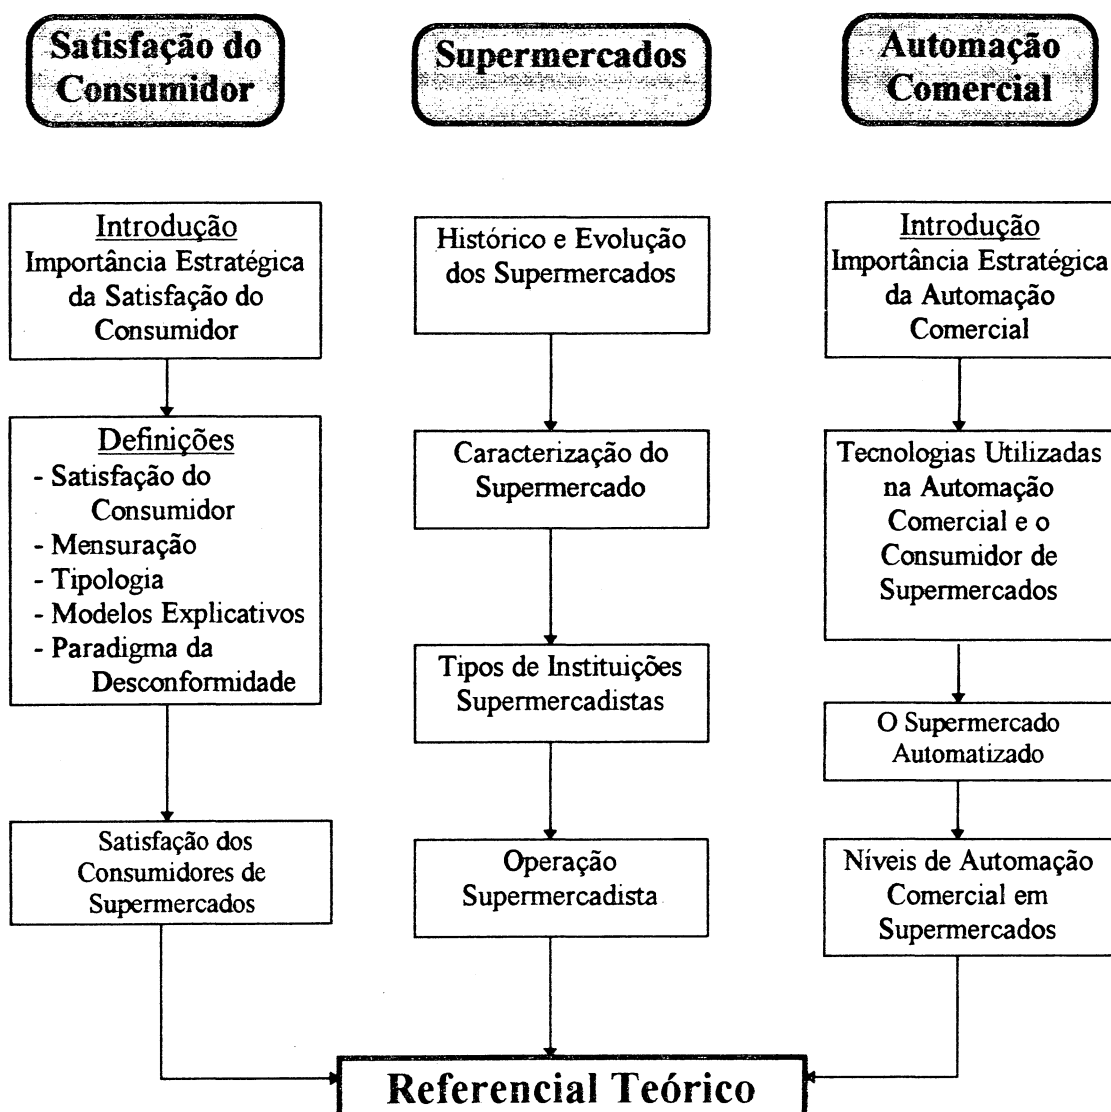 Satisfação do
Consumidor
Supermercados
Automação
Comercial
Introdução
Importância Estratégica
da Satisfação do
Consumidor
Definições
- Satisfação do
Consumidor
- Mensuração
- Tipologia
- Modelos Explicativos
- Paradigma da
Desconformidade
Satisfação dos
Consumidores de
Supermercados
Histórico e Evolução
dos Supermercados
Caracterização do
Supermercado
Tipos de Instituições
Supermercadistas
Operação
Supermercadista
Introdução
Importância Estratégica
da Automação
Comercial
Tecnologias Utilizadas
na Automação
Comercial e o
Consumidor de
Supermercados
O Supermercado
Automatizado
Níveis de Automação
Comercial em
Supermercados
Referencial Teórico